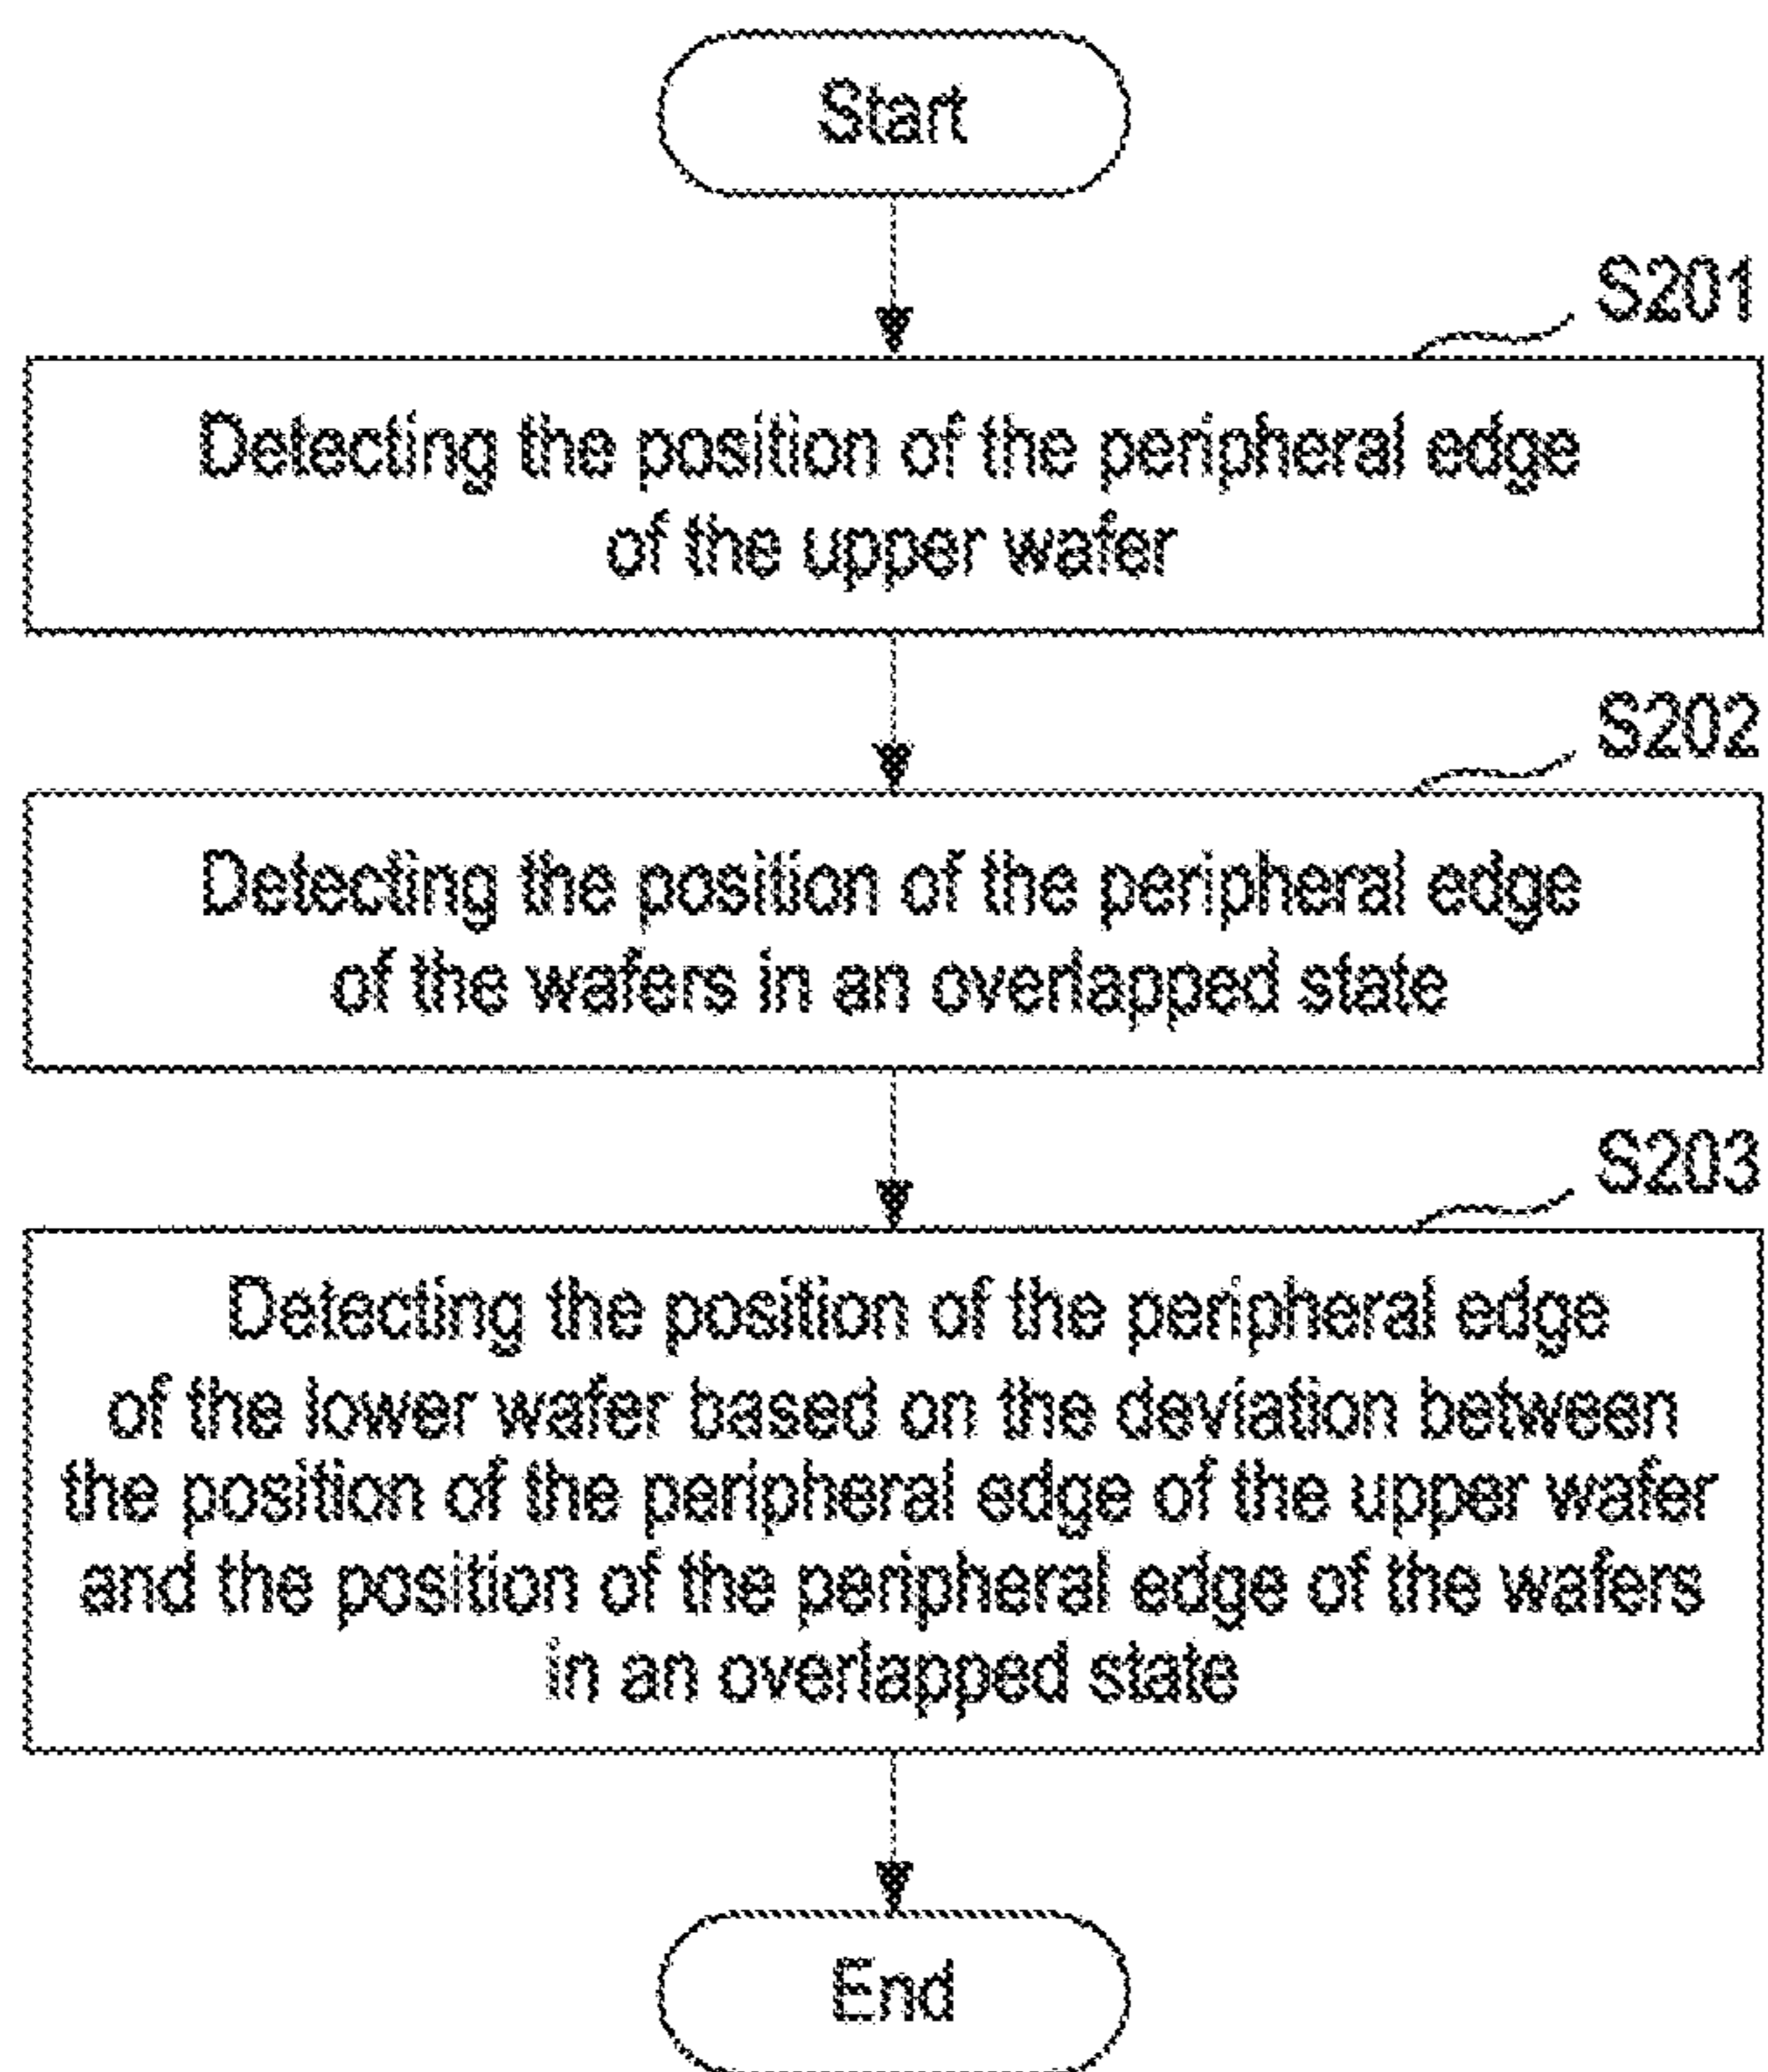 Start
S201
Detecting the position of the peripheral edge
of the upper wafer
S202
Detecting the position of the peripheral edge
of the wafers in an overlapped state
S203
Detecting the position of the peripheral edge
of the lower wafer based on the deviation between
the position of the peripheral edge of the upper wafer
and the position of the peripheral edge of the wafers
in an overlapped state
End